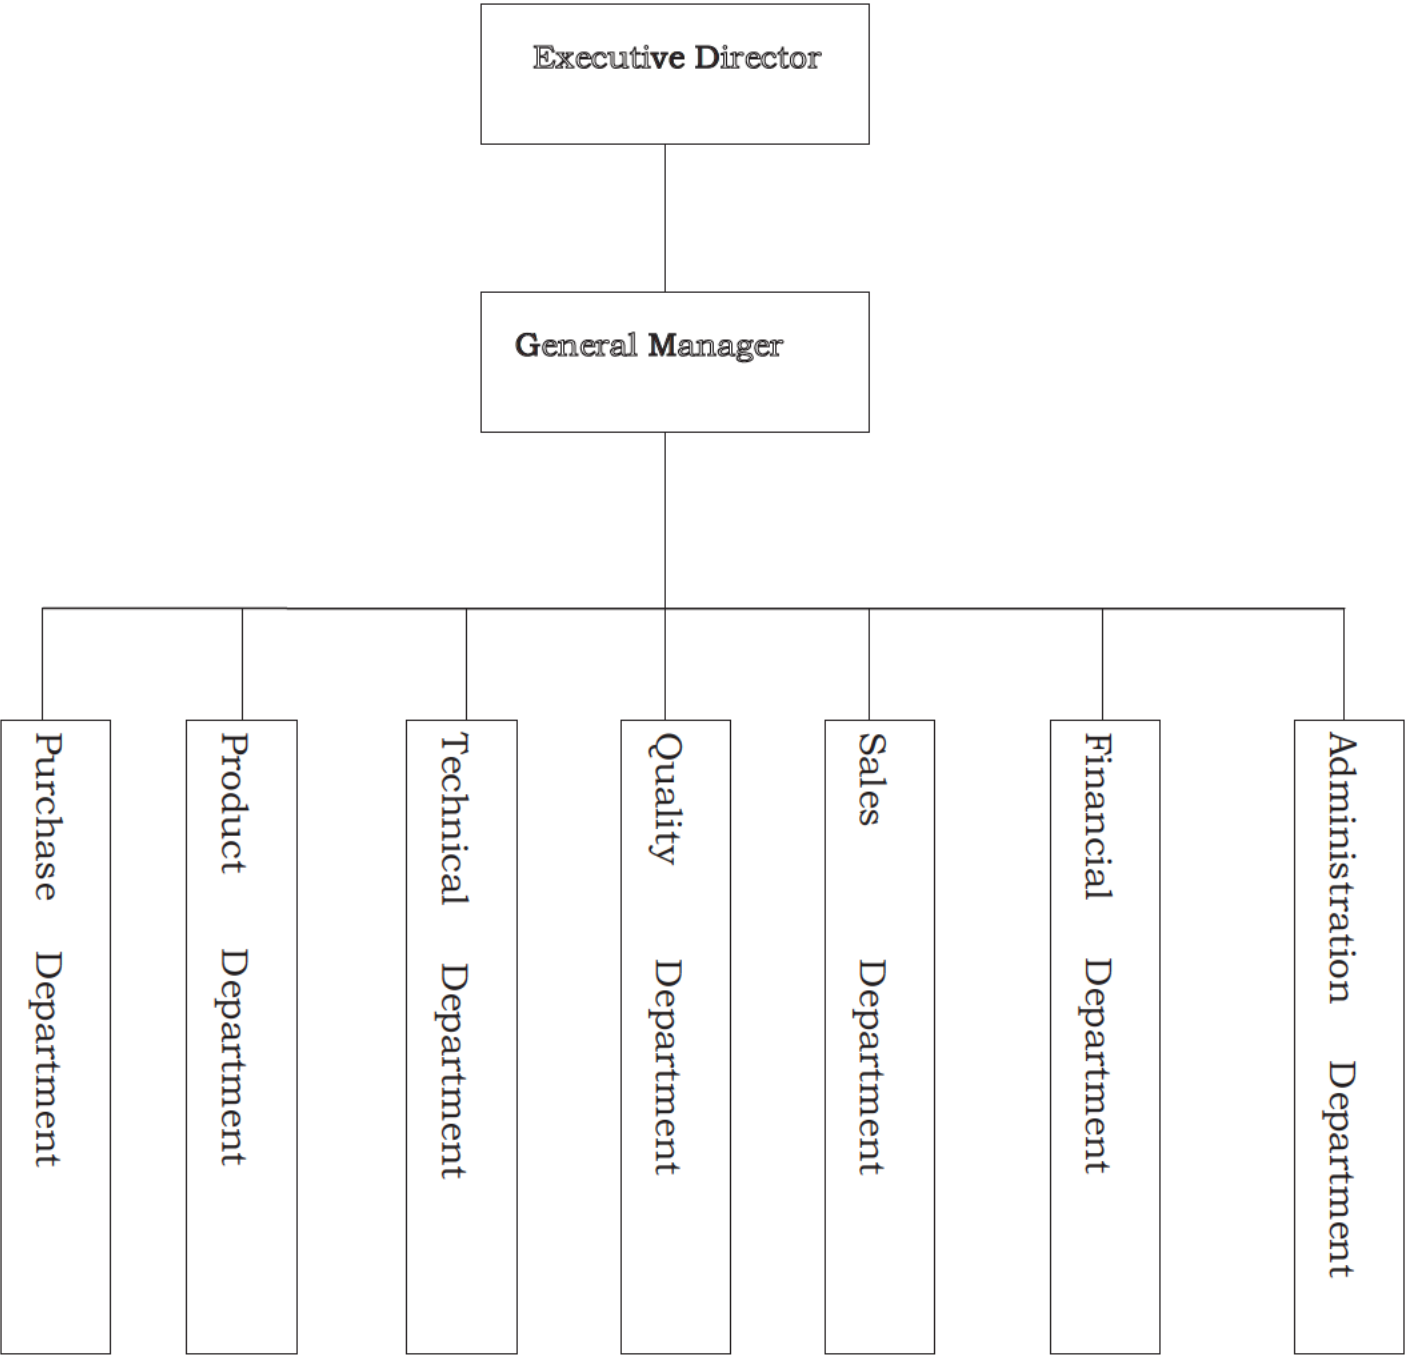 Executive Director
General Manager
Purchase Department
Product Department
Technical Department
Quality Department
Sales Department
Financial Department
Administration Department